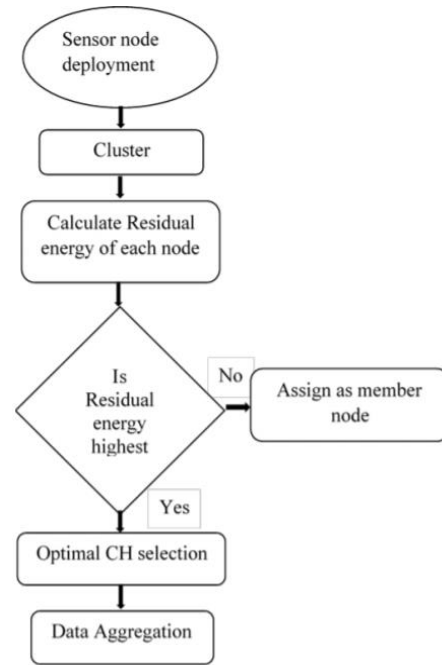 Sensor node
deployment
Cluster
Calculate Residual
energy of each node
Is
Residual
energy
highest
No
Assign as member
node
Yes
Optimal CH selection
Data Aggregation